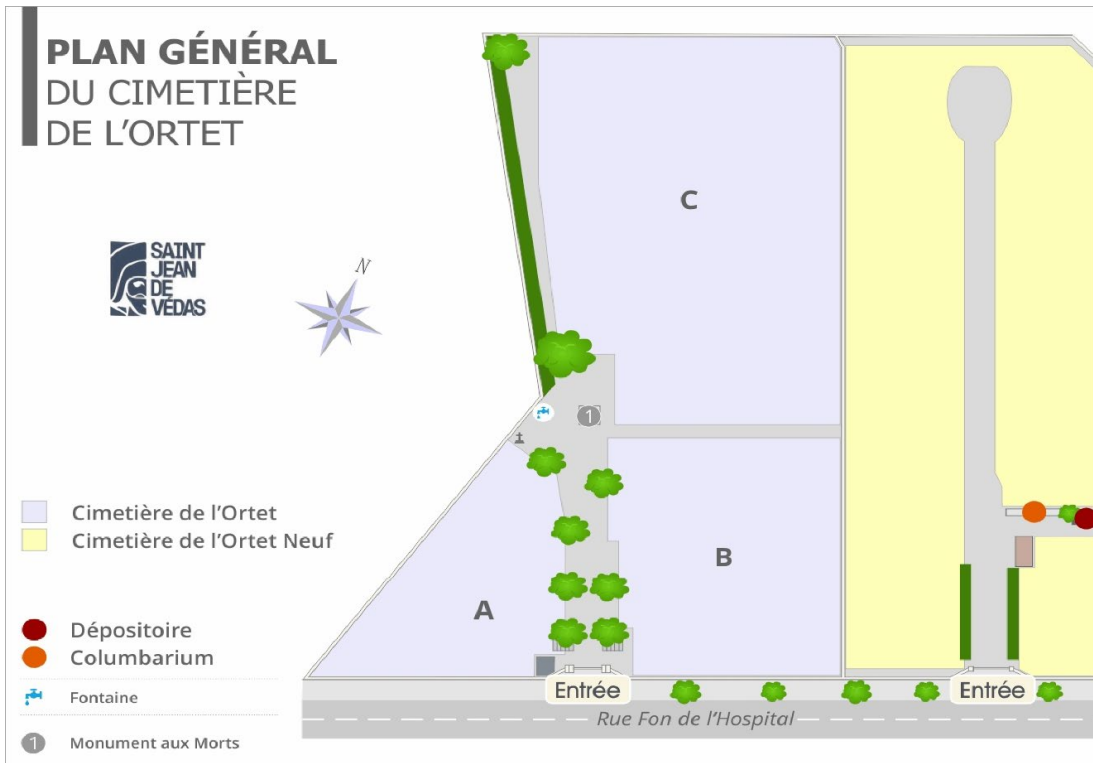 PLAN GÉNÉRAL
DU CIMETIÈRE
DE L'ORTET
SAINT
JEAN
DE
VÉDAS
N
C
1
Cimetière de l'Ortet
Cimetière de l'Ortet Neuf
B
A
Dépositoire
Columbarium
Fontaine
1 Monument aux Morts
Entrée
Entrée
Rue Fon de l'Hospital